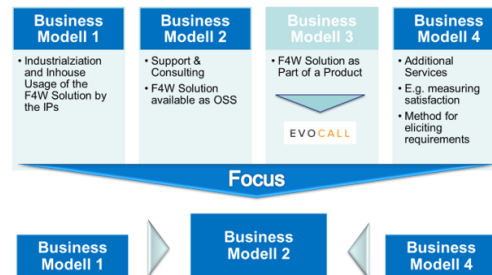 Business
Modell 1
Business
Modell 2
Business
Modell 3
Business
Modell 4
• Industrialziation
and Inhouse
Usage of the
F4W Solution by
the IPs
• Support &
Consulting
• F4W Solution
available as OSS
• F4W Solution as
Part of a Product
EVOCALL
• Additional
Services
• E.g. measuring
satisfaction
• Method for
eliciting
requirements
Focus
Business
Modell 1
Business
Modell 2
Business
Modell 4